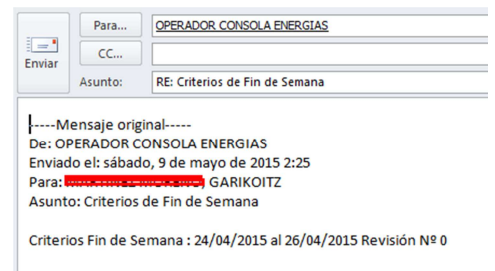 Para...
OPERADOR CONSOLA ENERGIAS
CC...
Enviar
Asunto:
RE: Criterios de Fin de Semana
-----Mensaje original-----
De: OPERADOR CONSOLA ENERGIAS
Enviado el: sábado, 9 de mayo de 2015 2:25
Para: GARIKOITZ
Asunto: Criterios de Fin de Semana
Criterios Fin de Semana : 24/04/2015 al 26/04/2015 Revisión Nº 0